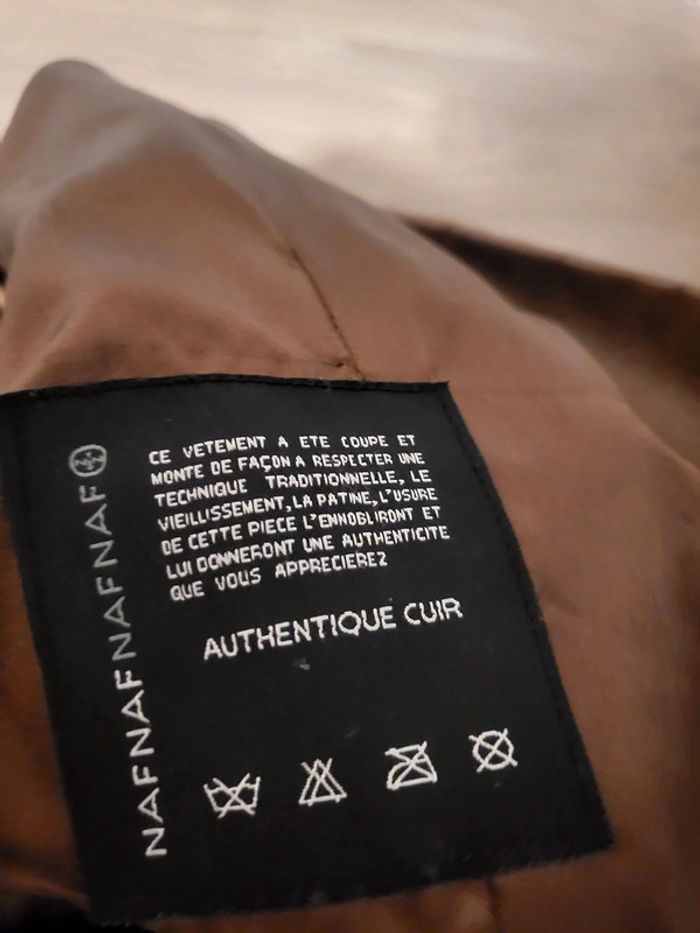 CE VETEMENT A ETE COUPE ET
MONTE DE FAÇON A RESPECTER UNE
TECHNIQUE TRADITIONNELLE, LE
VIEILLISSEMENT, LA PATINE, L'USURE
DE CETTE PIECE L'ENNOBLIRONT ET
LUI DONNERONT UNE AUTHENTICITE
QUE VOUS APPRECIEREZ
AUTHENTIQUE CUIR
NAFNAFNAFNAF